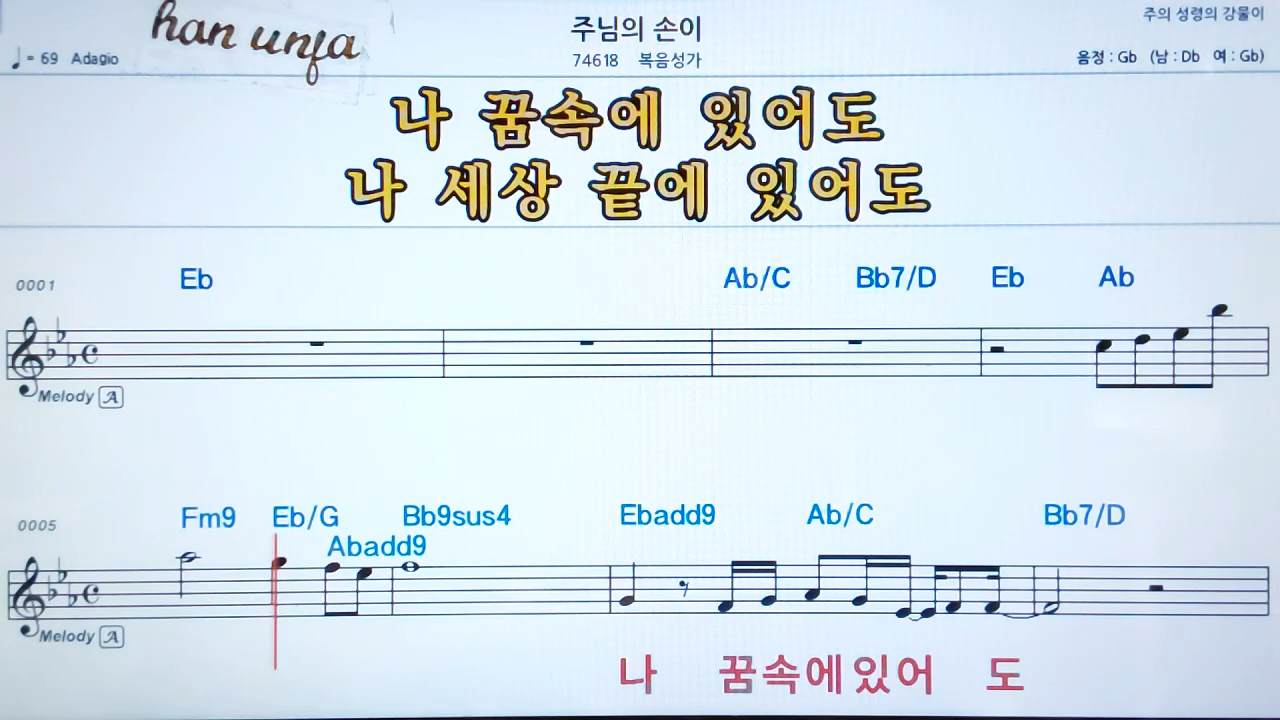 han unfa
주님의 손이
주의 성령의 강물이
♩= 69 Adagio
74618 복음성가
음정 : Gb (남 : Db 여 : Gb)
나 꿈속에 있어도
나 세상 끝에 있어도
0001
Eb Ab/C Bb7/D Eb Ab
Melody A
0005
Fm9 Eb/G Bb9sus4 Ebadd9 Ab/C Bb7/D
Abadd9
Melody A
나 꿈속에있어 도